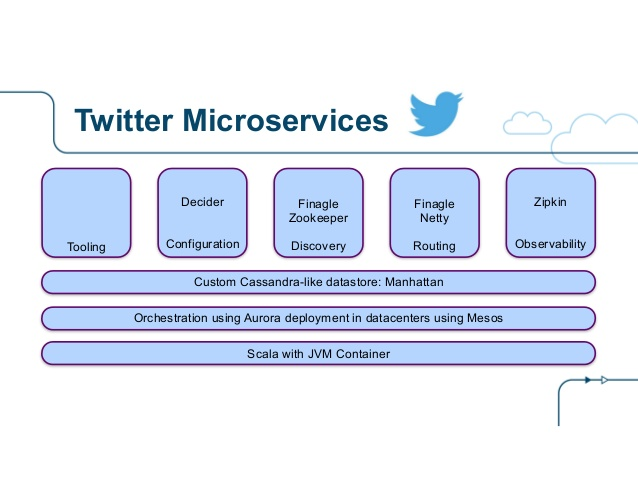 Twitter Microservices
Tooling
Decider
Configuration
Finagle
Zookeeper
Discovery
Finagle
Netty
Routing
Zipkin
Observability
Custom Cassandra-like datastore: Manhattan
Orchestration using Aurora deployment in datacenters using Mesos
Scala with JVM Container